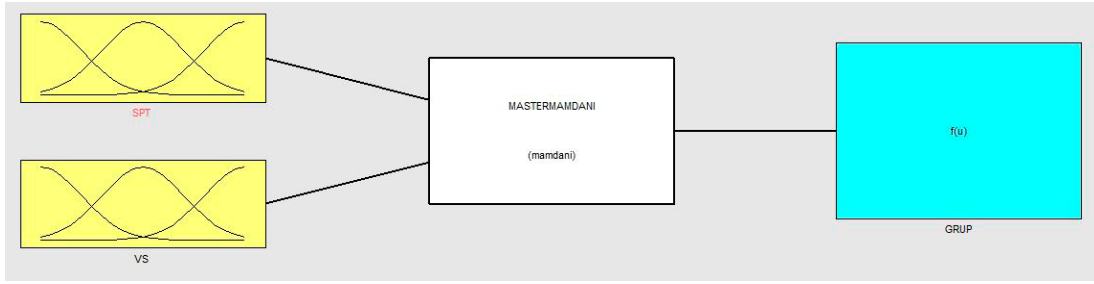 SPT
VS
MASTERMAMDANI
(mamdani)
f(u)
GRUP